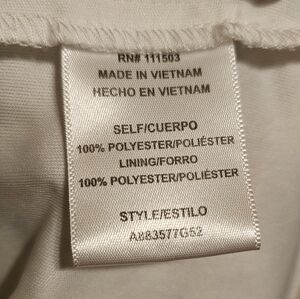 RN# 111503
MADE IN VIETNAM
HECHO EN VIETNAM
SELF/CUERPO
100% POLYESTER/POLIÉSTER
LINING/FORRO
100% POLYESTER/POLIÉSTER
STYLE/ESTILO
A883577G52